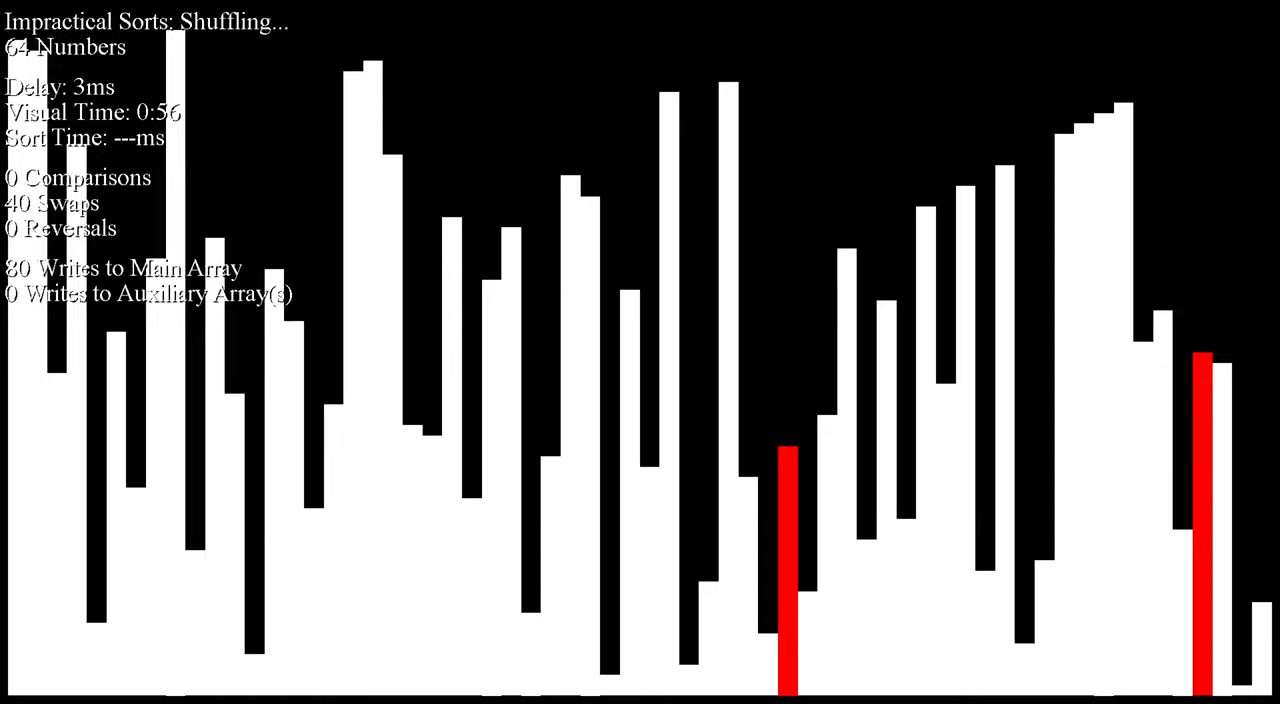 Impractical Sorts: Shuffling...
64 Numbers
Delay: 3ms
Visual Time: 0:56
Sort Time: ---ms
0 Comparisons
40 Swaps
0 Reversals
80 Writes to Main Array
0 Writes to Auxiliary Array(s)